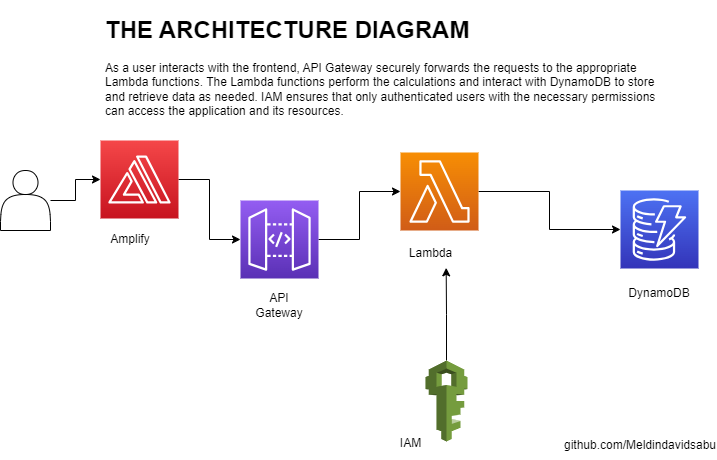 THE ARCHITECTURE DIAGRAM
As a user interacts with the frontend, API Gateway securely forwards the requests to the appropriate
Lambda functions. The Lambda functions perform the calculations and interact with DynamoDB to store
and retrieve data as needed. IAM ensures that only authenticated users with the necessary permissions
can access the application and its resources.
Amplify
</>
API
Gateway
Lambda
DynamoDB
IAM
github.com/Meldindavidsabu